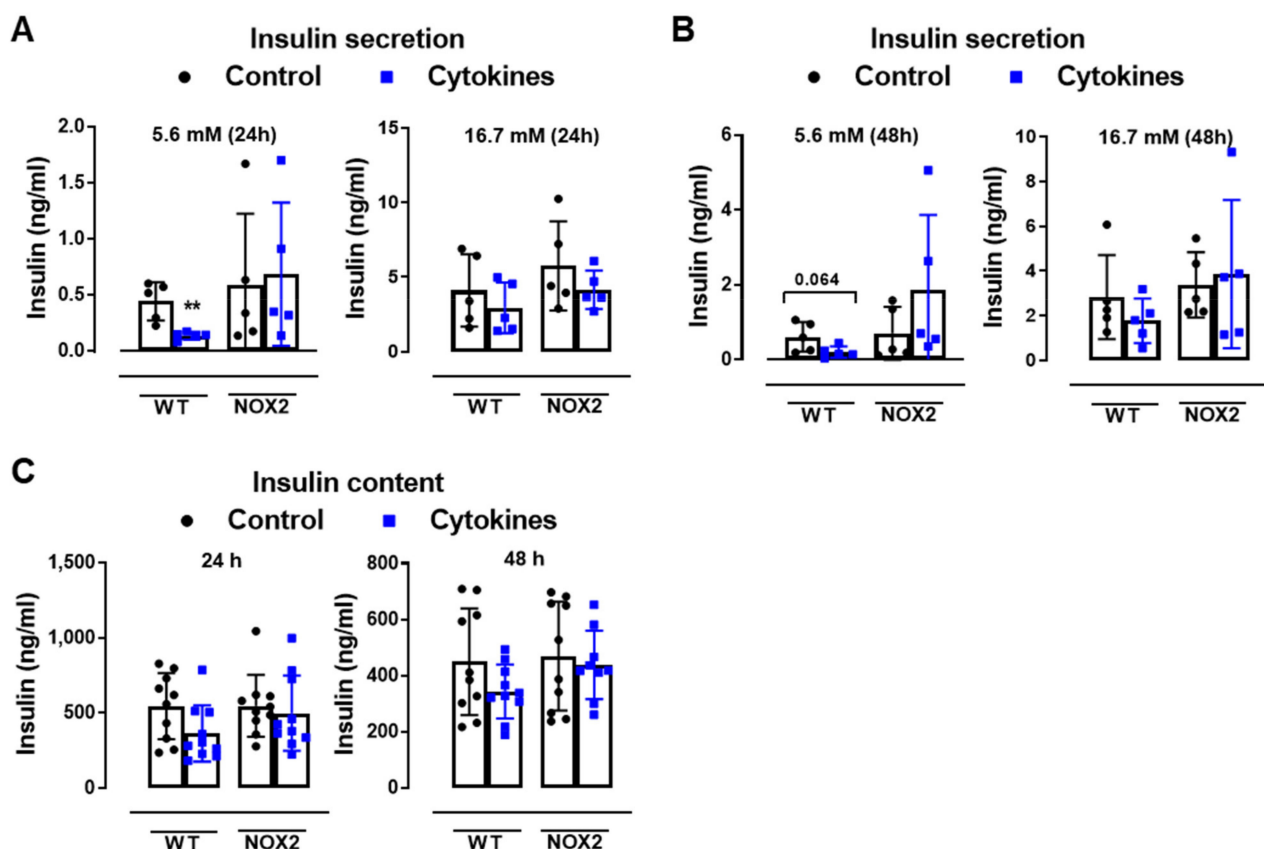 A
Insulin secretion
Control Cytokines
Insulin (ng/ml)
5.6 mM (24h)
2.0
1.5
1.0
0.5
0.0
**
WT NOX2
Insulin (ng/ml)
16.7 mM (24h)
15
10
5
0
WT NOX2
B
Insulin secretion
Control Cytokines
Insulin (ng/ml)
5.6 mM (48h)
6
4
2
0
0.064
WT NOX2
Insulin (ng/ml)
16.7 mM (48h)
10
8
6
4
2
0
WT NOX2
C
Insulin content
Control Cytokines
Insulin (ng/ml)
24 h
1,500
1,000
500
0
WT NOX2
Insulin (ng/ml)
48 h
800
600
400
200
0
WT NOX2